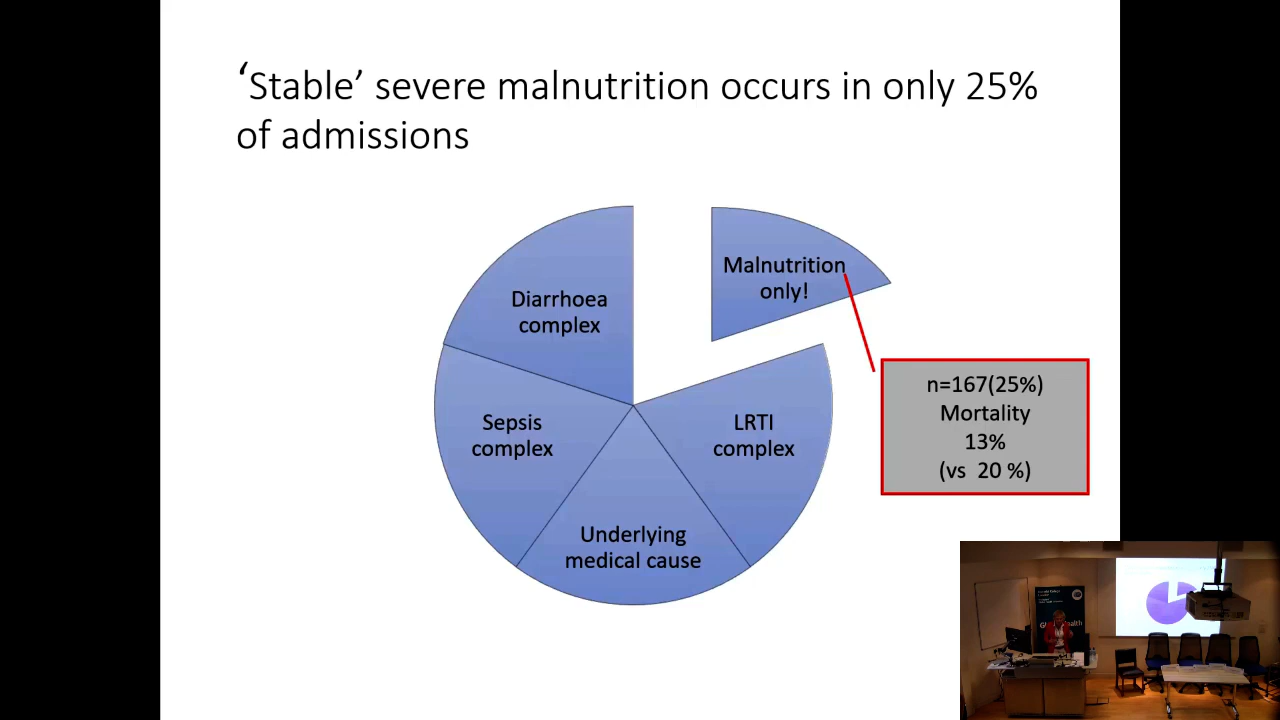 ‘Stable’ severe malnutrition occurs in only 25%
of admissions
Malnutrition
only!
Diarrhoea
complex
Sepsis
complex
LRTI
complex
Underlying
medical cause
n=167(25%)
Mortality
13%
(vs 20 %)